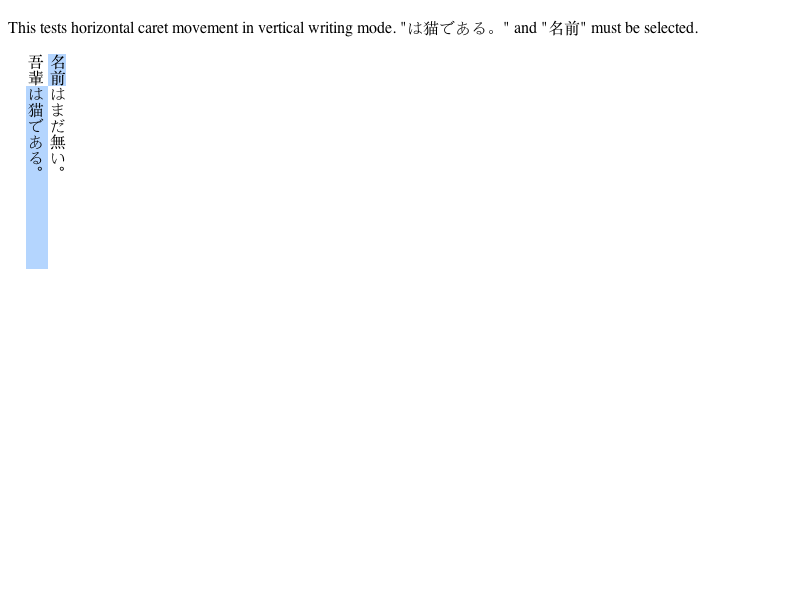 This tests horizontal caret movement in vertical writing mode. "は猫である。" and "名前" must be selected.
吾輩は猫である。
名前はまだ無い。